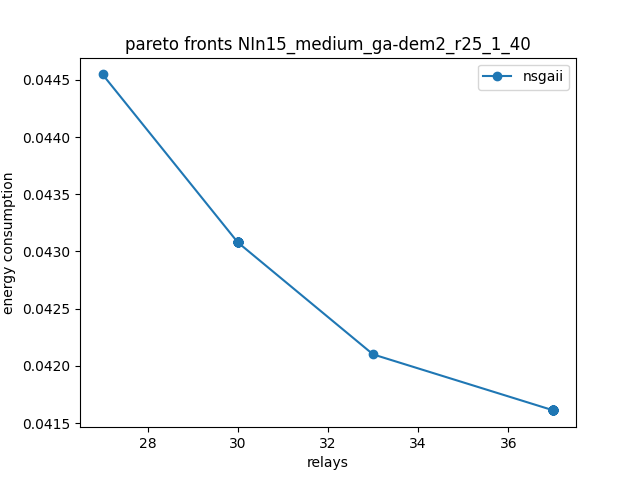 pareto fronts NIn15_medium_ga-dem2_r25_1_40
nsgaii
0.0445
0.0440
0.0435
0.0430
0.0425
0.0420
0.0415
energy consumption
28 30 32 34 36
relays